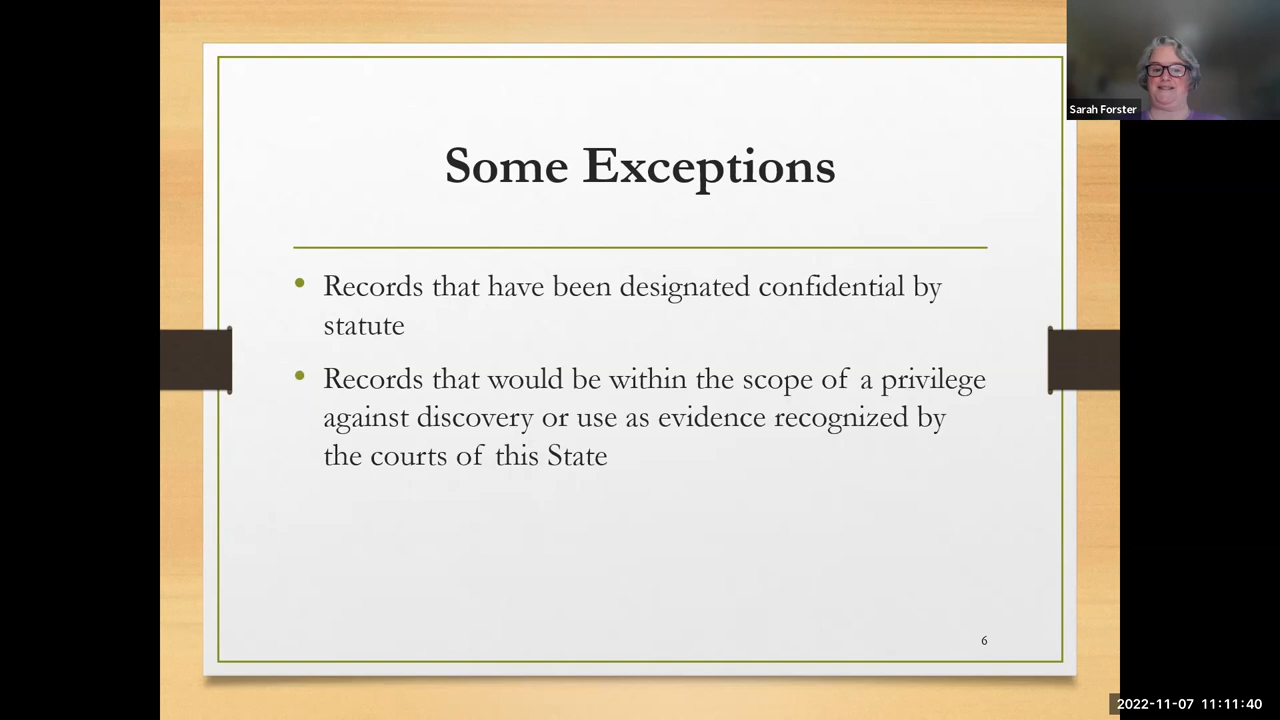 Sarah Forster
Some Exceptions
• Records that have been designated confidential by
statute
• Records that would be within the scope of a privilege
against discovery or use as evidence recognized by
the courts of this State
6
2022-11-07 11:11:40